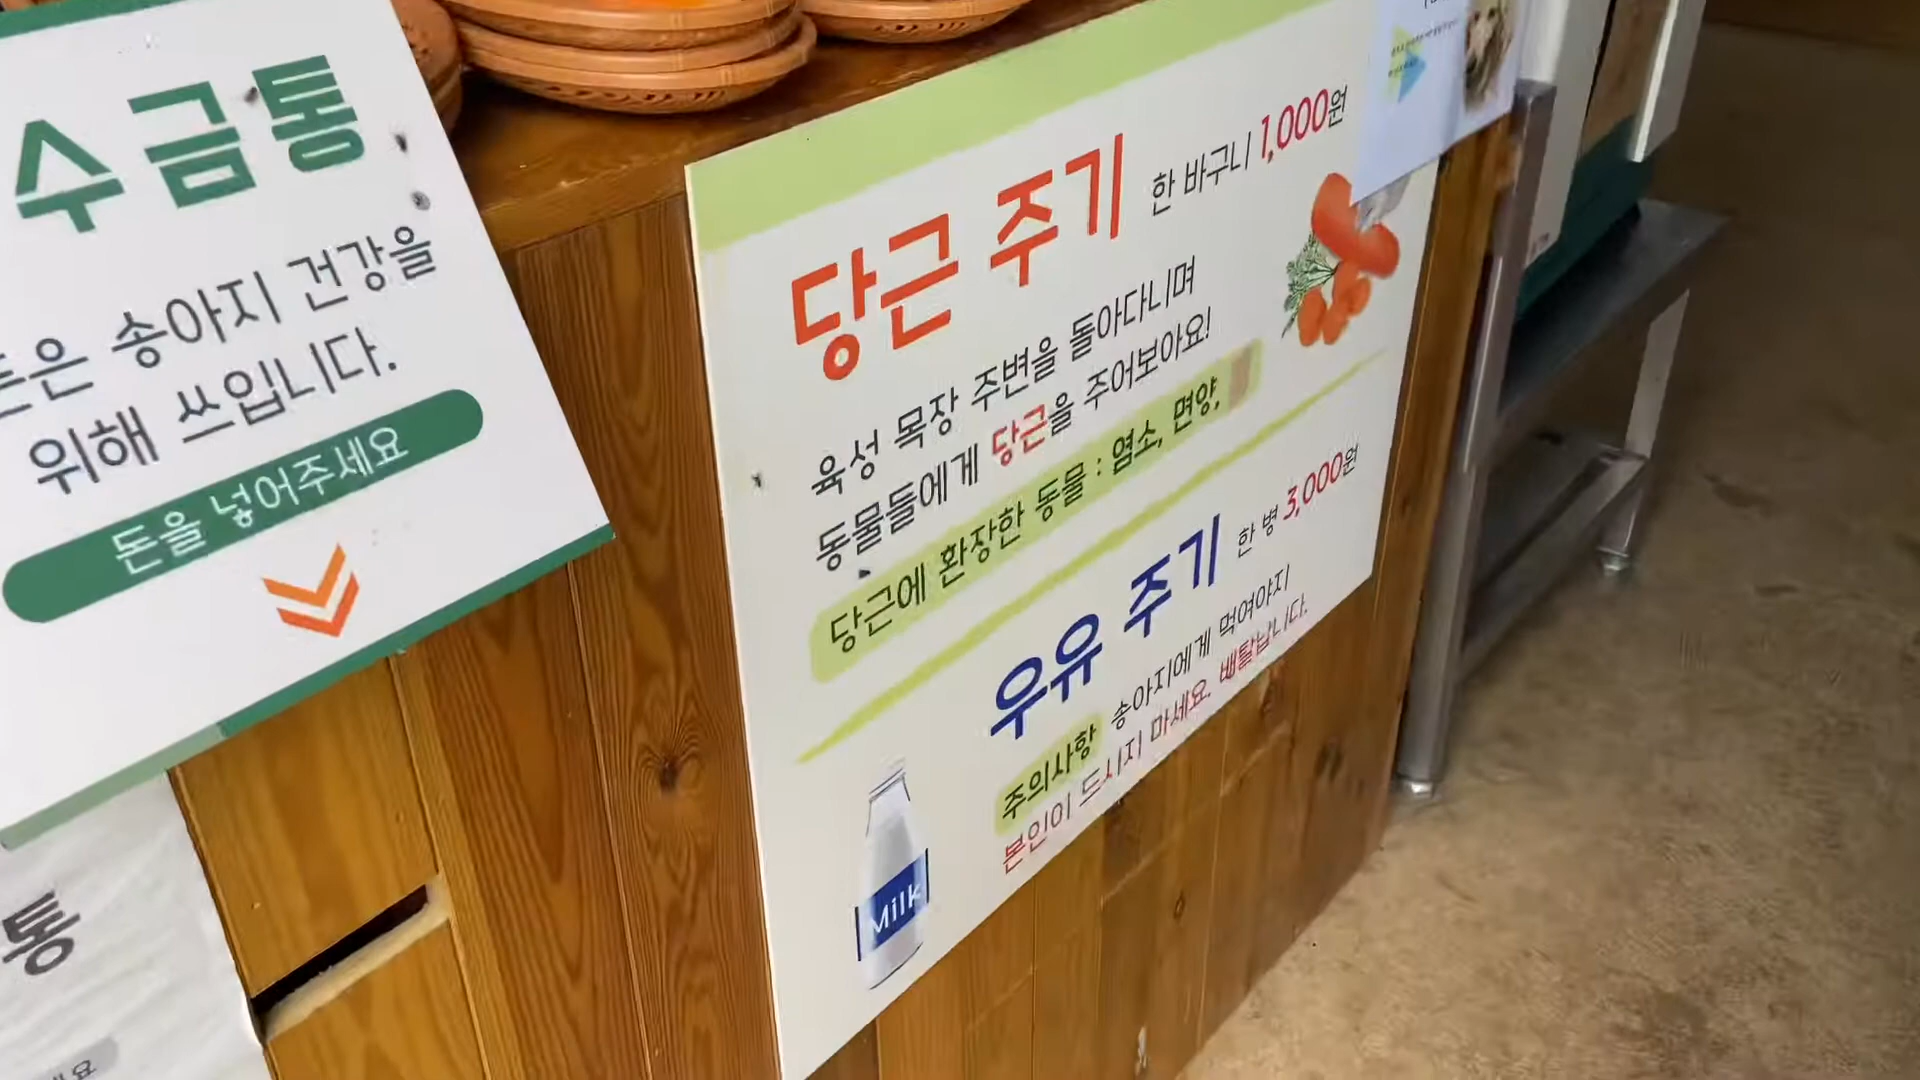 수금통
은 송아지 건강을
위해 쓰입니다.
돈을 넣어주세요
당근 주기 한 바구니 1,000원
육성 목장 주변을 돌아다니며
동물들에게 당근을 주어보아요!
당근에 환장한 동물 : 염소, 면양,
우유 주기 한 병 3,000원
주의사항 송아지에게 먹여야지
본인이 드시지 마세요. 배탈납니다.
Milk
통